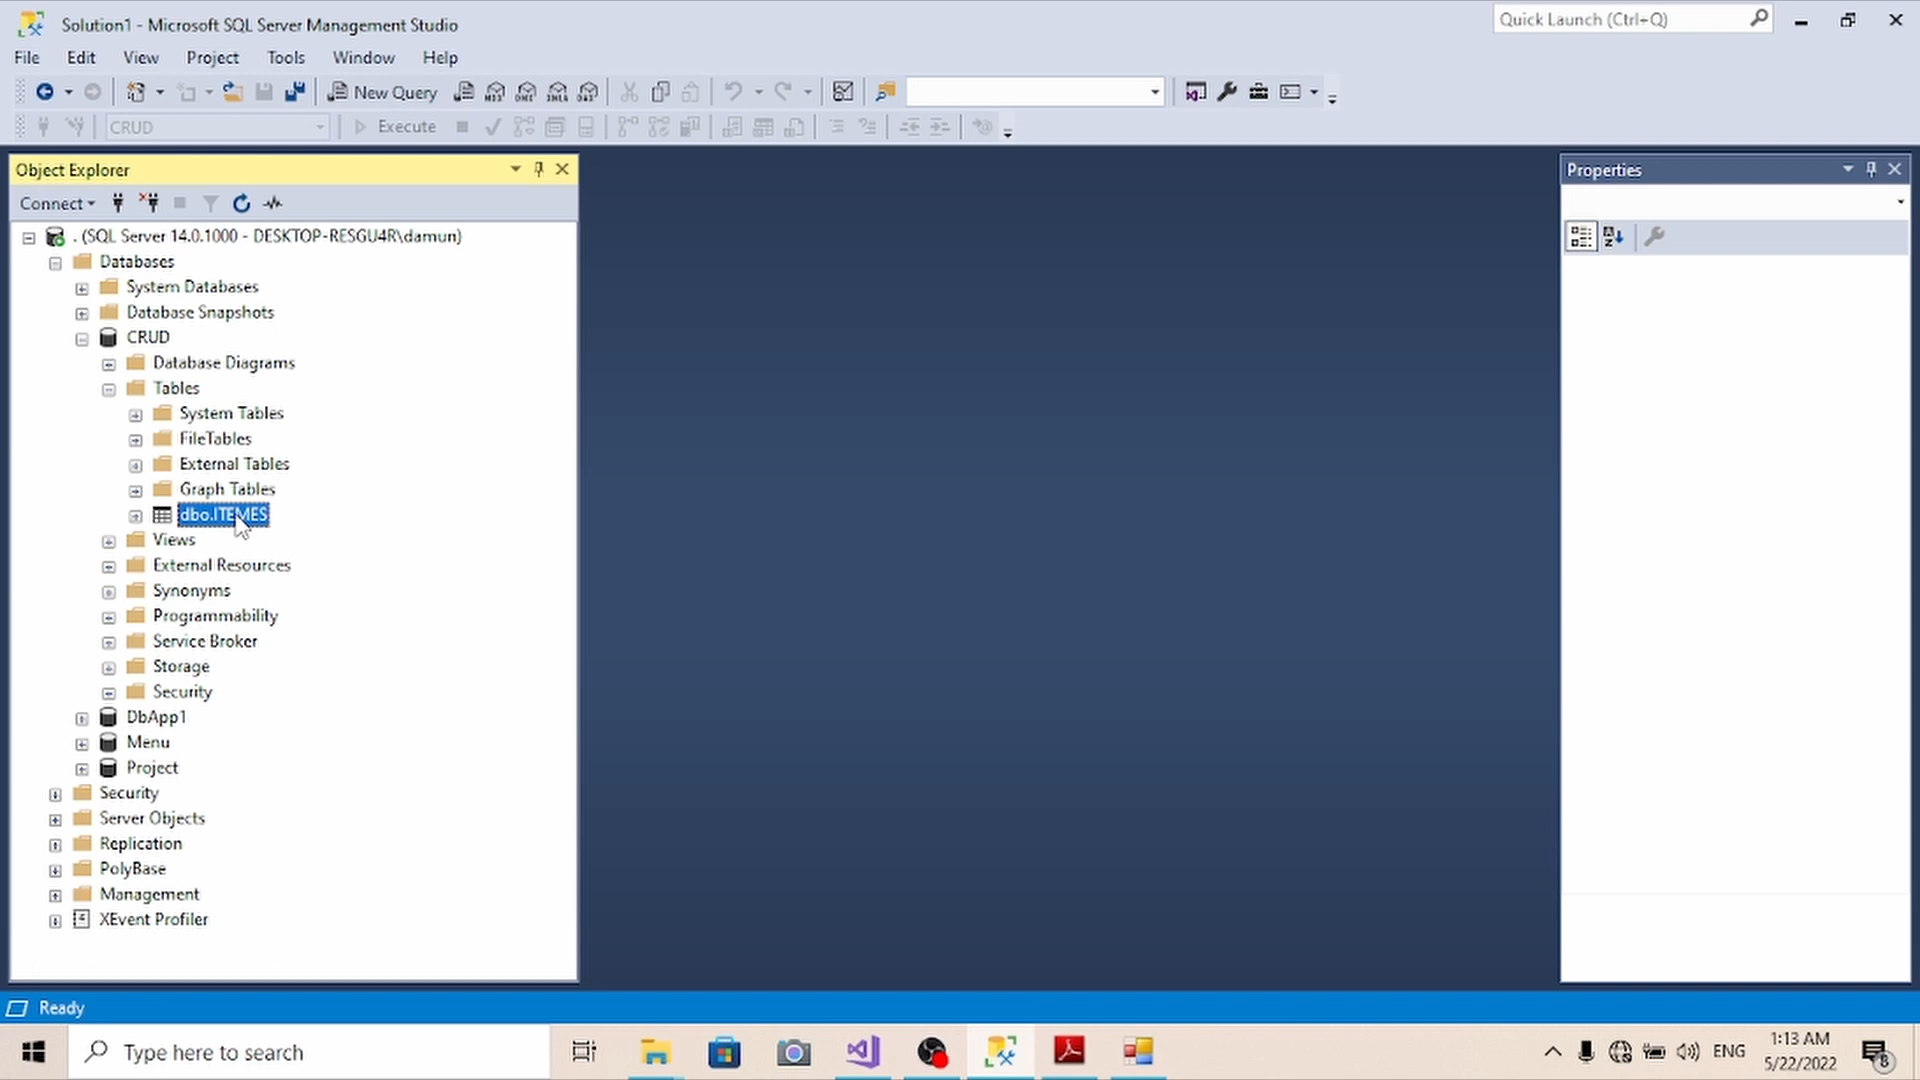 Solution1 - Microsoft SQL Server Management Studio
Quick Launch (Ctrl+Q)
File Edit View Project Tools Window Help
New Query
CRUD
Execute
Object Explorer
Properties
Connect
. (SQL Server 14.0.1000 - DESKTOP-RESGU4R\damun)
Databases
System Databases
Database Snapshots
CRUD
Database Diagrams
Tables
System Tables
FileTables
External Tables
Graph Tables
dbo.ITEMES
Views
External Resources
Synonyms
Programmability
Service Broker
Storage
Security
DbApp1
Menu
Project
Security
Server Objects
Replication
PolyBase
Management
XEvent Profiler
Ready
Type here to search
ENG
1:13 AM
5/22/2022
8